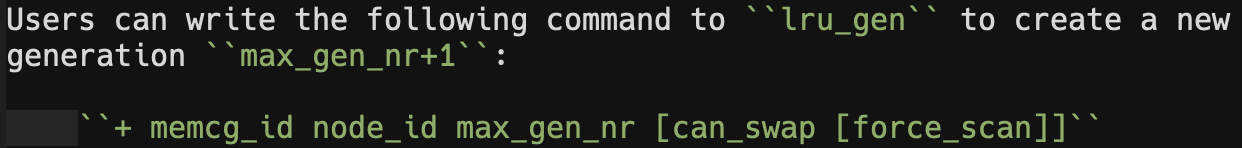 Users can write the following command to ``lru_gen`` to create a new
generation ``max_gen_nr+1``:
``+ memcg_id node_id max_gen_nr [can_swap [force_scan]]``